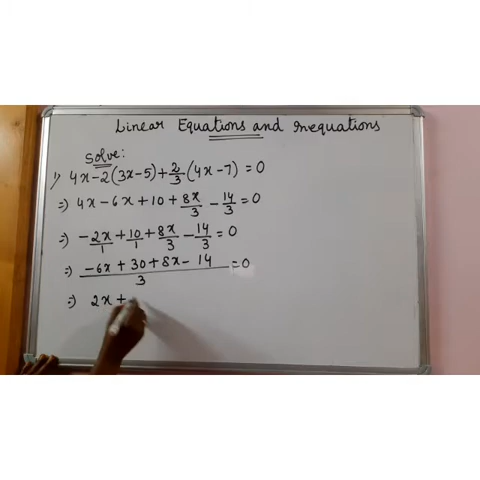 Linear Equations and Inequations
Solve:
1) 4x-2(3x-5)+2/3(4x-7)=0
=) 4x-6x+10+8x/3-14/3=0
=) -2x/1+10/1+8x/3-14/3=0
=) -6x+30+8x-14/3=0
=) 2x+